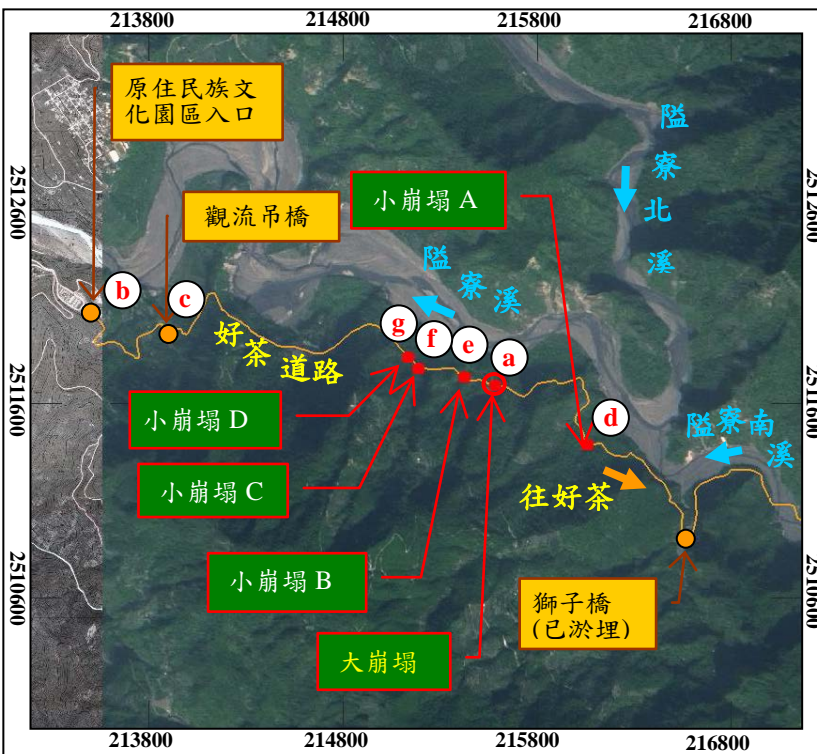 213800
214800
215800
216800
原住民族文
化園區入口
隘寮北溪
2512600
2512600
小崩塌 A
觀流吊橋
隘寮溪
b
c
g
f
e
a
好茶道路
2511600
2511600
小崩塌 D
d
隘寮南溪
小崩塌 C
往好茶
小崩塌 B
獅子橋
(已淤埋)
2510600
2510600
大崩塌
213800
214800
215800
216800